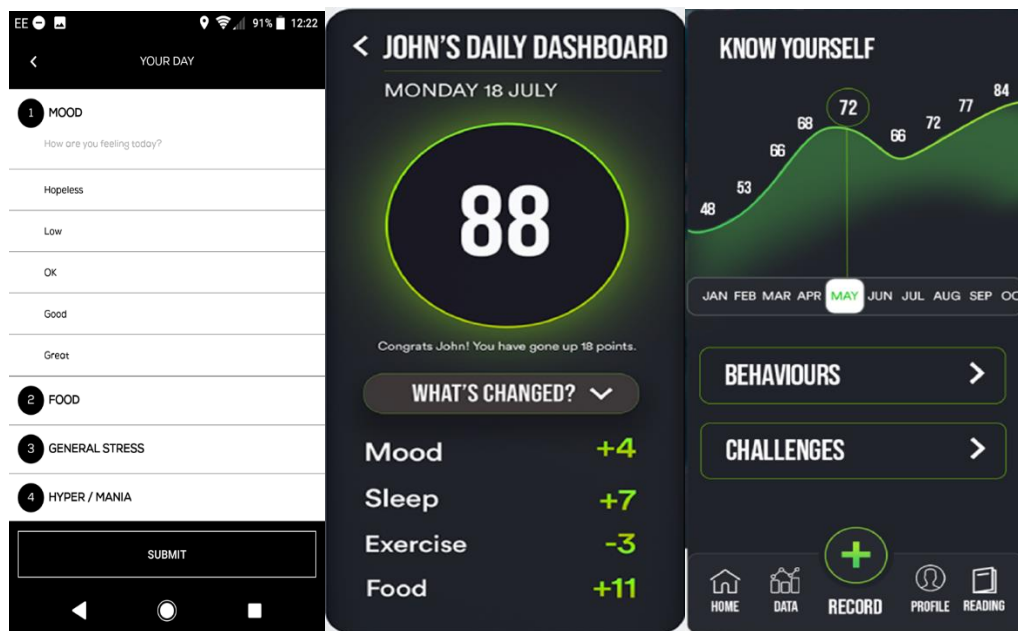 EE 91% 12:22
YOUR DAY
1 MOOD
How are you feeling today?
Hopeless
Low
OK
Good
Great
2 FOOD
3 GENERAL STRESS
4 HYPER / MANIA
SUBMIT
JOHN'S DAILY DASHBOARD
MONDAY 18 JULY
88
Congrats John! You have gone up 18 points.
WHAT'S CHANGED?
Mood +4
Sleep +7
Exercise -3
Food +11
KNOW YOURSELF
48 53 66 68 72 66 72 77 84
JAN FEB MAR APR MAY JUN JUL AUG SEP OC
BEHAVIOURS
CHALLENGES
HOME DATA RECORD PROFILE READING